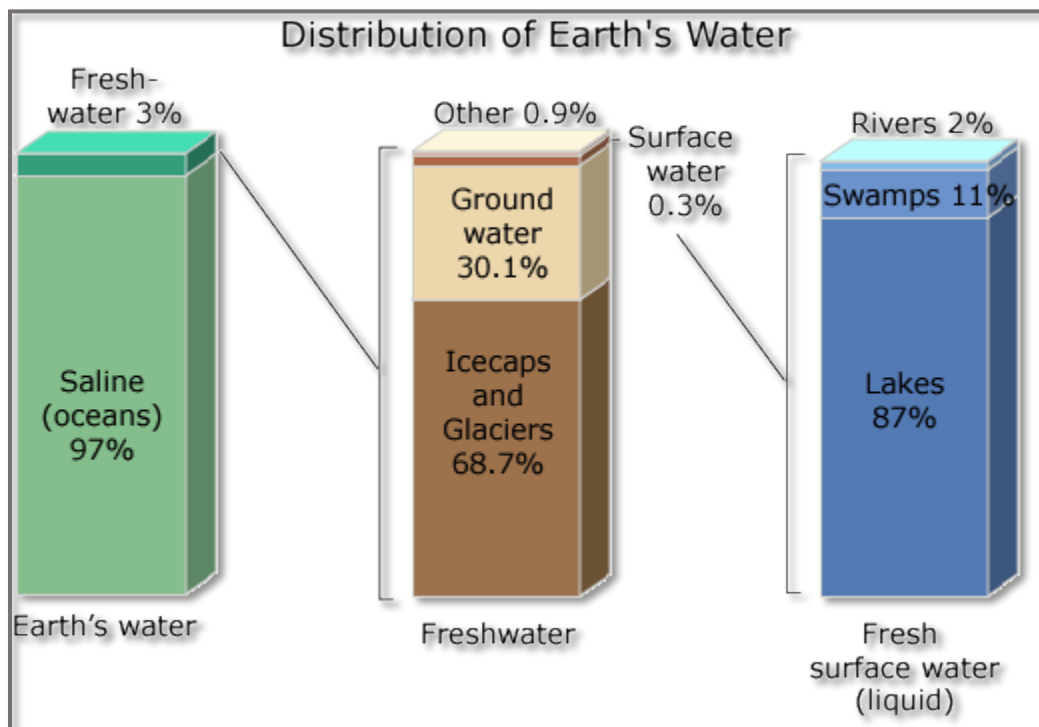 Distribution of Earth's Water
Fresh-
water 3%
Saline
(oceans)
97%
Earth's water
Other 0.9%
Surface
water
0.3%
Ground
water
30.1%
Icecaps
and
Glaciers
68.7%
Freshwater
Rivers 2%
Swamps 11%
Lakes
87%
Fresh
surface water
(liquid)